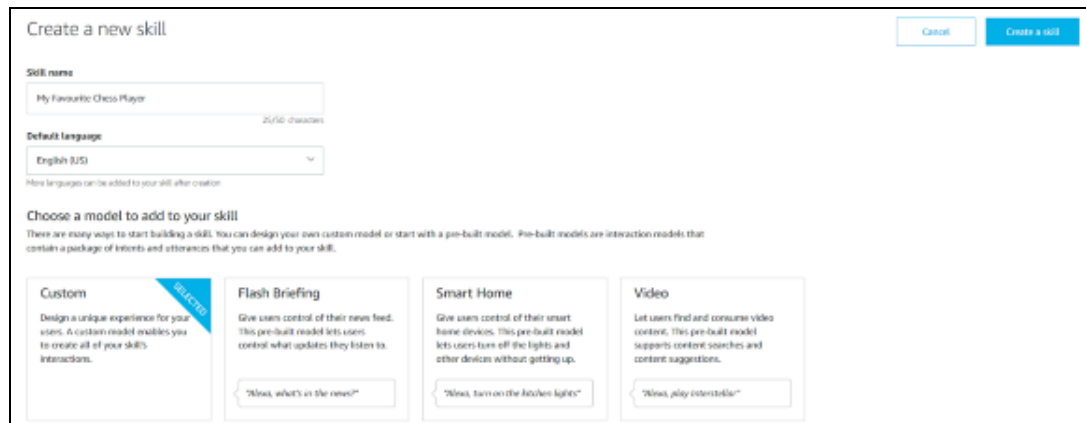 Create a new skill
Cancel
Create a skill
Skill name
My Favourite Chess Player
25/50 characters
Default language
English (US)
More languages can be added to your skill after creation
Choose a model to add to your skill
There are many ways to start building a skill. You can design your own custom model or start with a pre-built model. Pre-built models are interaction models that
contain a package of intents and utterances that you can add to your skill.
Custom
SELECTED
Design a unique experience for your
users. A custom model enables you
to create all of your skill's
interactions.
Flash Briefing
Give users control of their news feed.
This pre-built model lets users
control what updates they listen to.
"Alexa, what's in the news?"
Smart Home
Give users control of their smart
home devices. This pre-built model
lets users turn off the lights and
other devices without getting up.
"Alexa, turn on the kitchen lights"
Video
Let users find and consume video
content. This pre-built model
supports content searches and
content suggestions.
"Alexa, play Interstellar"